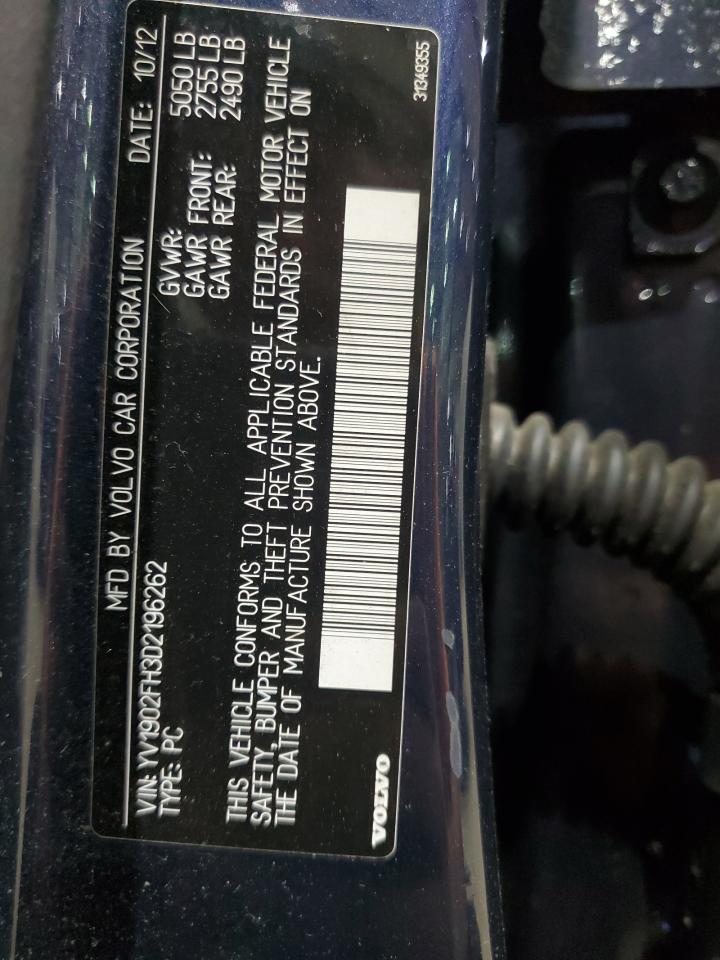 MFD BY VOLVO CAR CORPORATION DATE: 10/12
VIN: YV1902FH3D2196262
TYPE: PC
GVWR: 5050 LB
GAWR FRONT: 2755 LB
GAWR REAR: 2490 LB
THIS VEHICLE CONFORMS TO ALL APPLICABLE FEDERAL MOTOR VEHICLE
SAFETY, BUMPER AND THEFT PREVENTION STANDARDS IN EFFECT ON
THE DATE OF MANUFACTURE SHOWN ABOVE.
VOLVO
31349355